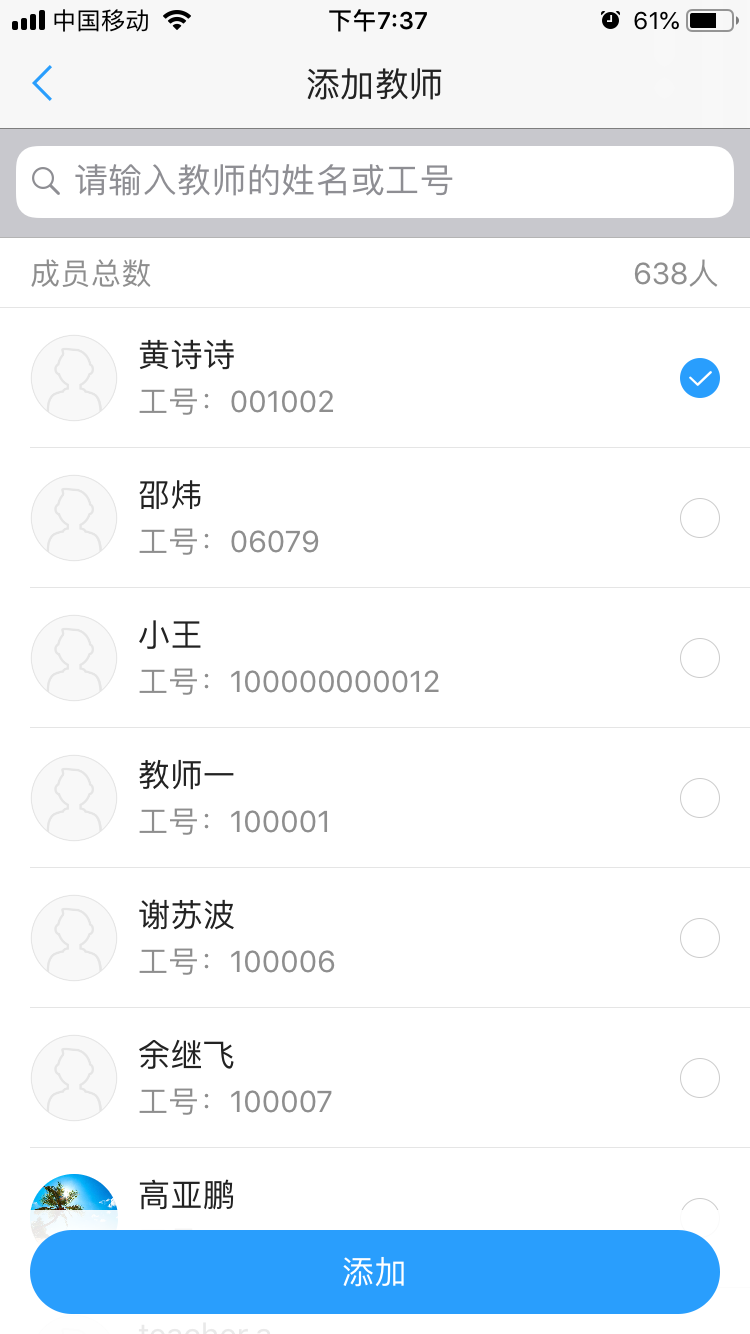 中国移动 下午7:37 61%
添加教师
请输入教师的姓名或工号
成员总数 638人
黄诗诗
工号：001002
邵炜
工号：06079
小王
工号：100000000012
教师一
工号：100001
谢苏波
工号：100006
余继飞
工号：100007
高亚鹏
添加